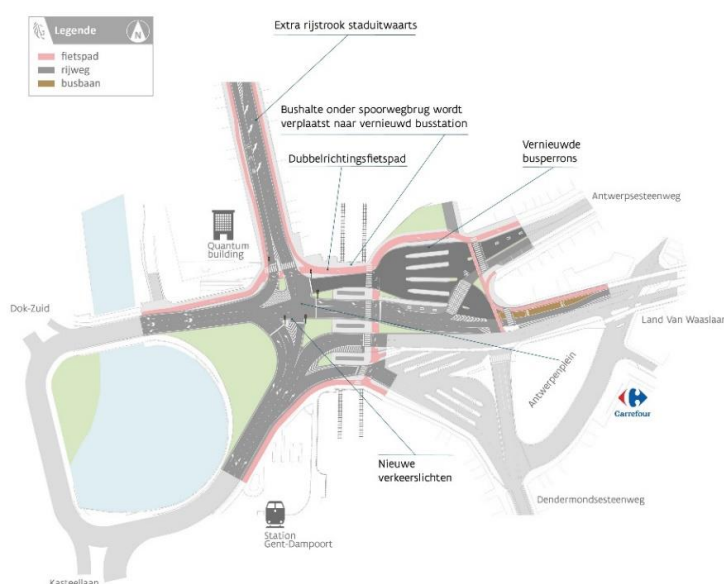 Legende
N
fietspad
rijweg
busbaan
Extra rijstrook staduitwaarts
Bushalte onder spoorwegbrug wordt
verplaatst naar vernieuwd busstation
Dubbelrichtingsfietspad
Vernieuwde
busperrons
Antwerpsesteenweg
Quantum
building
Dok-Zuid
Land Van Waaslaan
Antwerpenplein
Carrefour
Nieuwe
verkeerslichten
Dendermondsesteenweg
Station
Gent-Dampoort
Kasteellaan